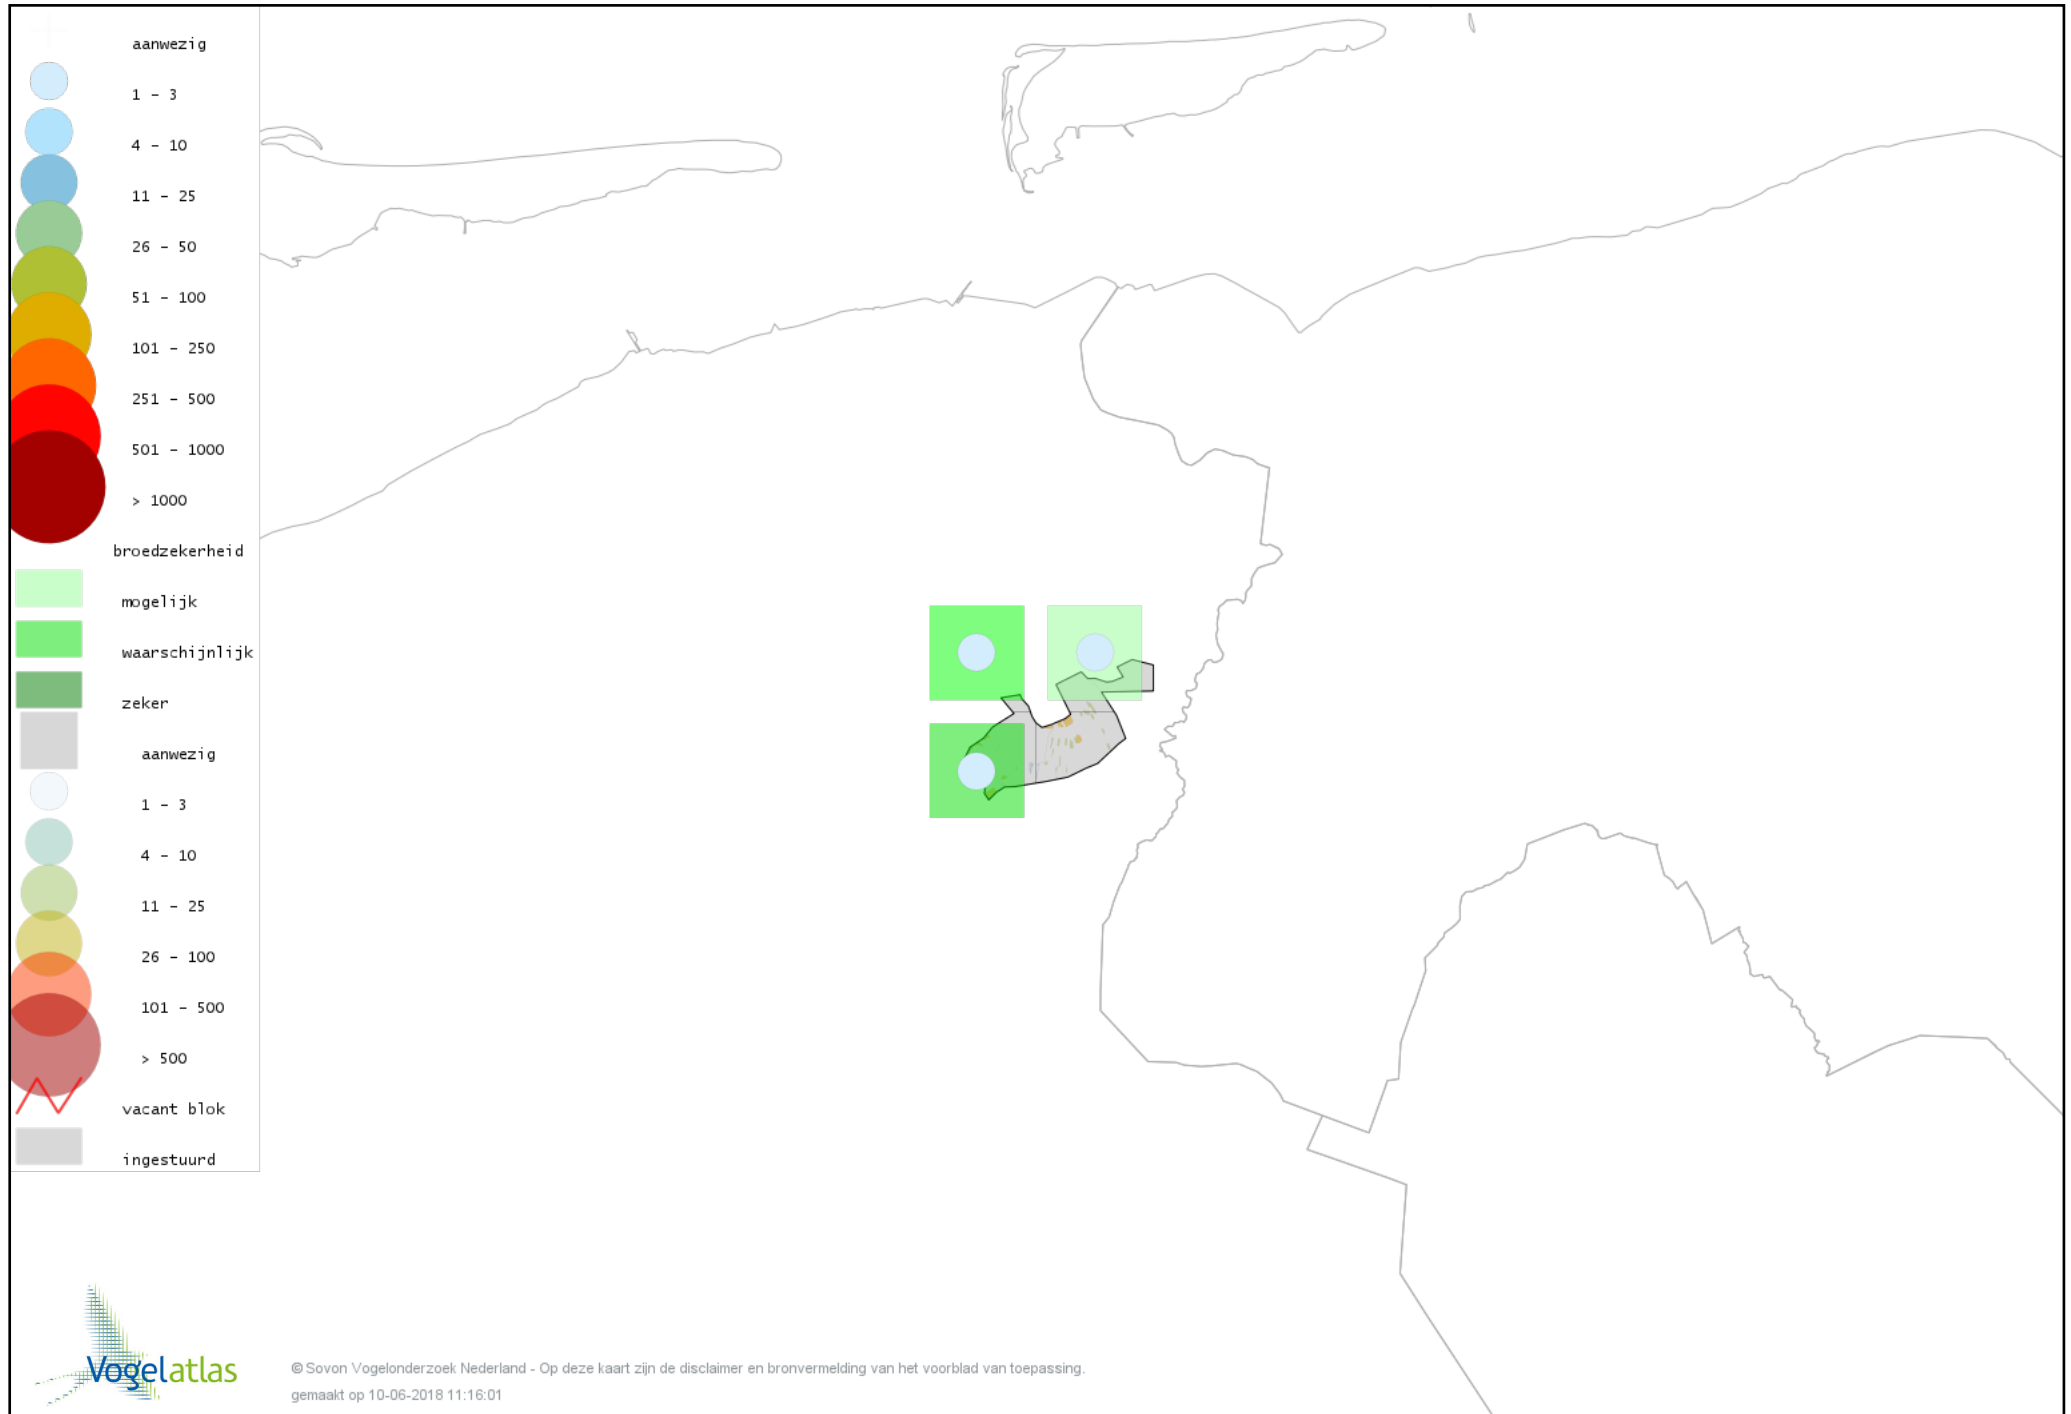 aanwezig
1 - 3
4 - 10
11 - 25
26 - 50
51 - 100
101 - 250
251 - 500
501 - 1000
> 1000
broedzekerheid
mogelijk
waarschijnlijk
zeker
aanwezig
1 - 3
4 - 10
11 - 25
26 - 100
101 - 500
> 500
vacant blok
ingestuurd
Vogelatlas
© Sovon Vogelonderzoek Nederland - Op deze kaart zijn de disclaimer en bronvermelding van het voorblad van toepassing.
gemaakt op 10-06-2018 11:16:01